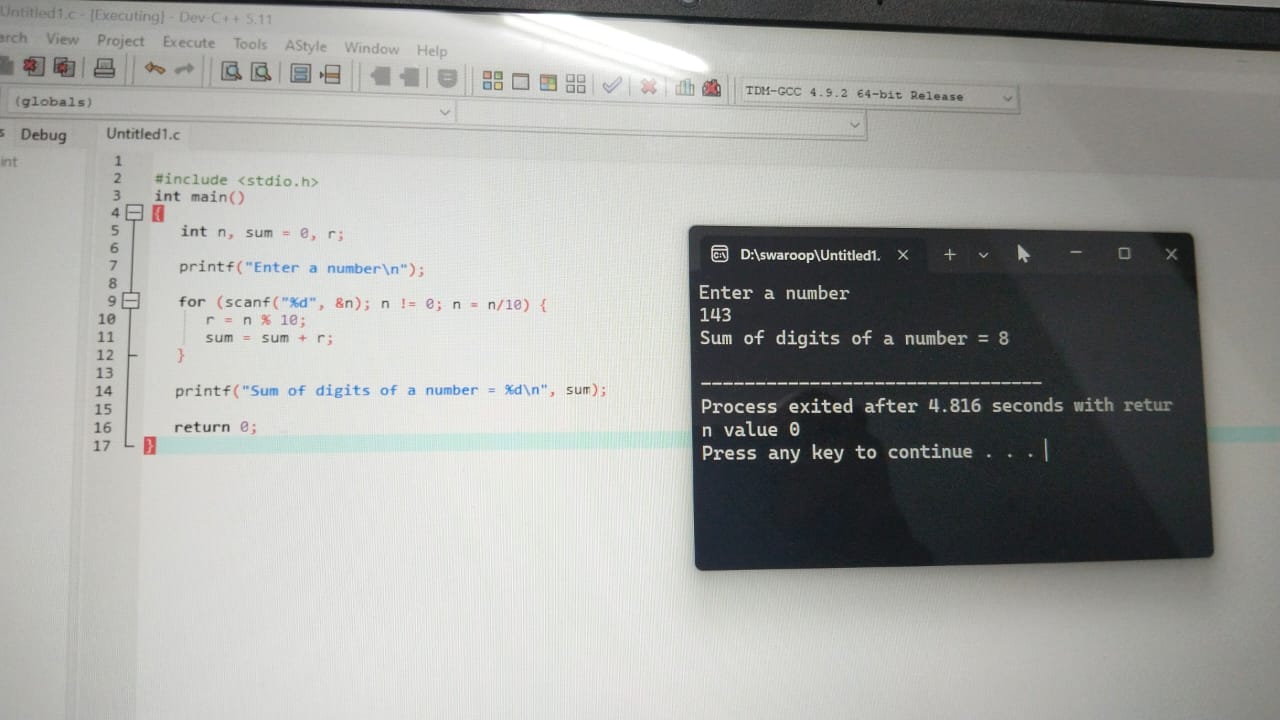 Untitled1.c - [Executing] - Dev-C++ 5.11
View Project Execute Tools AStyle Window Help
TDM-GCC 4.9.2 64-bit Release
(globals)
Debug Untitled1.c
int
1
2 #include <stdio.h>
3 int main()
4 {
5 int n, sum = 0, r;
6
7 printf("Enter a number\n");
8
9 for (scanf("%d", &n); n != 0; n = n/10) {
10 r = n % 10;
11 sum = sum + r;
12 }
13
14 printf("Sum of digits of a number = %d\n", sum);
15
16 return 0;
17 }
D:\swaroop\Untitled1.
Enter a number
143
Sum of digits of a number = 8
--------------------------------
Process exited after 4.816 seconds with retur
n value 0
Press any key to continue . . .